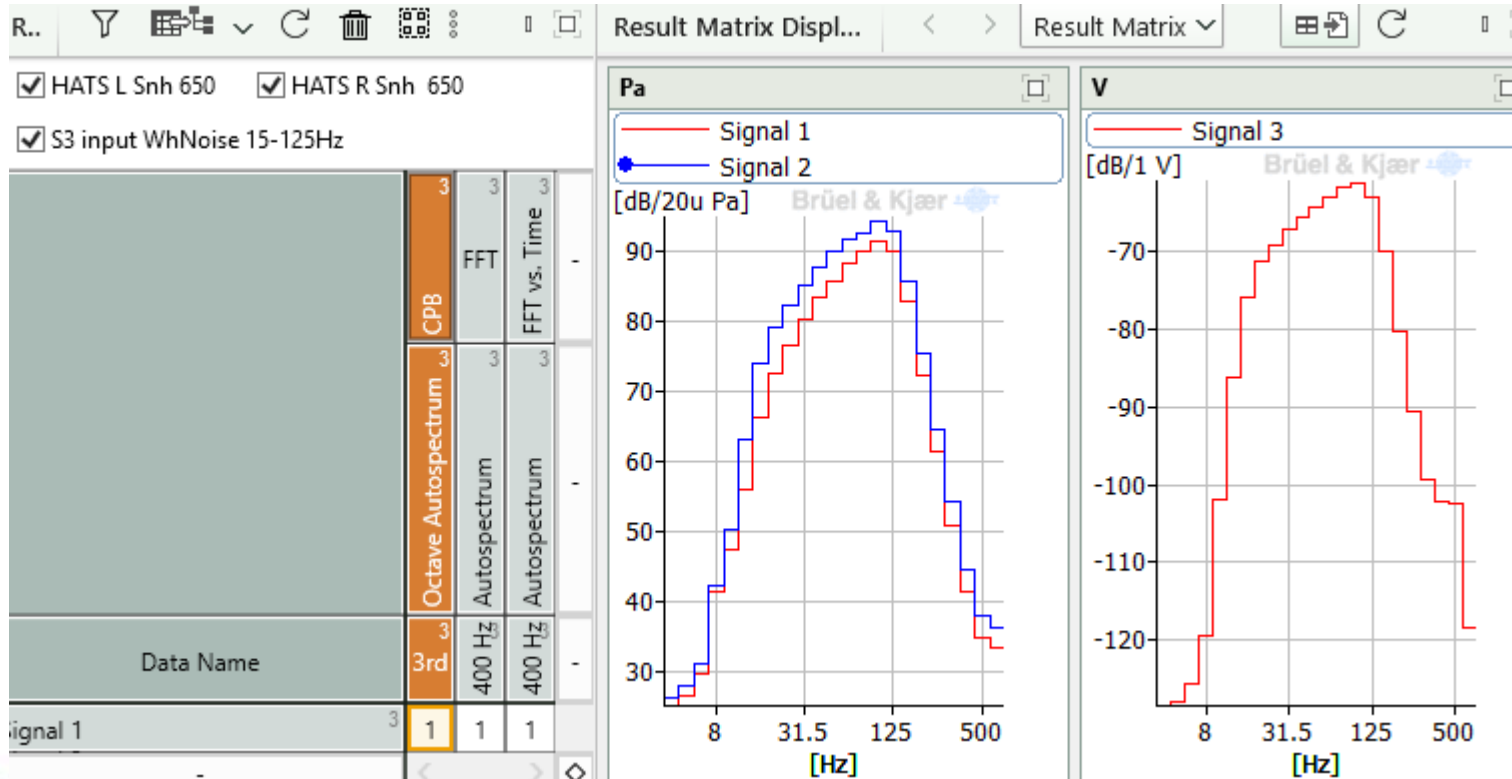 R..
Result Matrix Displ...
Result Matrix
HATS L Snh 650
HATS R Snh 650
S3 input WhNoise 15-125Hz
3
3
3
CPB
FFT
FFT vs. Time
-
3
3
3
Octave Autospectrum
Autospectrum
Autospectrum
-
Data Name
3
3
3
3rd
400 Hz
400 Hz
-
ignal 1
3
1
1
1
-
Pa
Signal 1
Signal 2
[dB/20u Pa]
Brüel & Kjær
90
80
70
60
50
40
30
8
31.5
125
500
[Hz]
V
Signal 3
[dB/1 V]
Brüel & Kjær
-70
-80
-90
-100
-110
-120
8
31.5
125
500
[Hz]